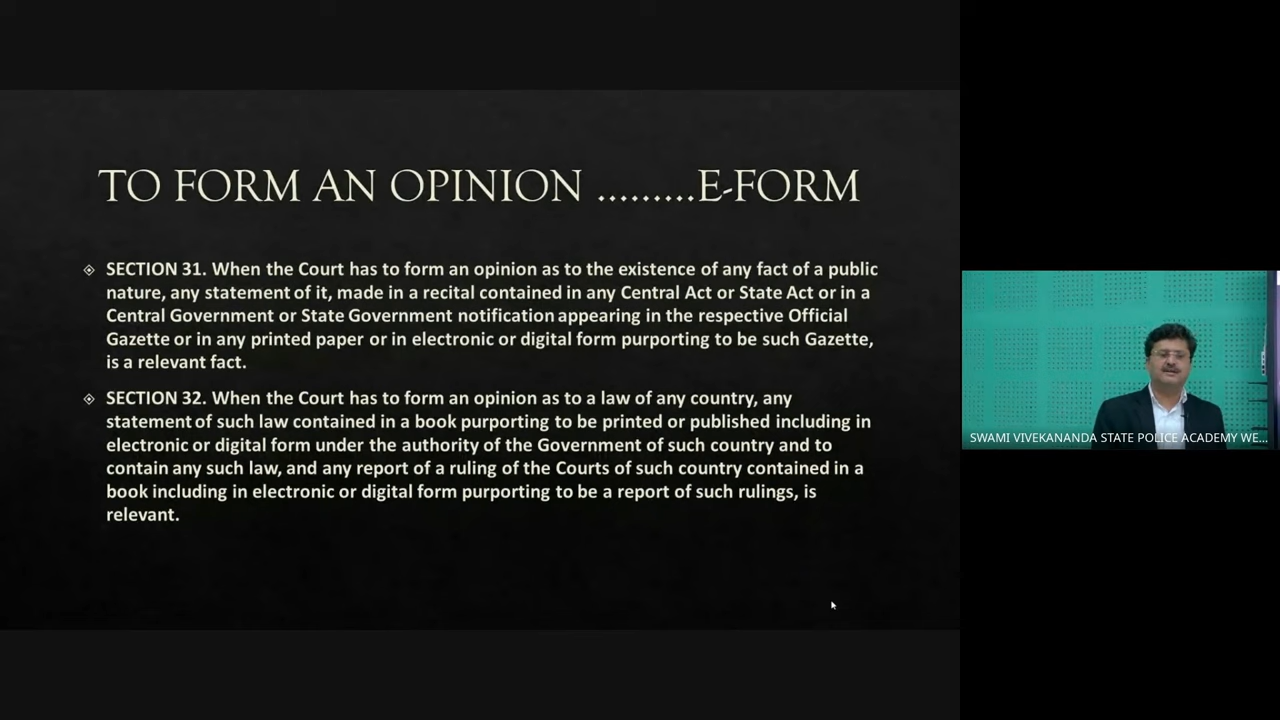 TO FORM AN OPINION .........E-FORM
SECTION 31. When the Court has to form an opinion as to the existence of any fact of a public
nature, any statement of it, made in a recital contained in any Central Act or State Act or in a
Central Government or State Government notification appearing in the respective Official
Gazette or in any printed paper or in electronic or digital form purporting to be such Gazette,
is a relevant fact.
SECTION 32. When the Court has to form an opinion as to a law of any country, any
statement of such law contained in a book purporting to be printed or published including in
electronic or digital form under the authority of the Government of such country and to
contain any such law, and any report of a ruling of the Courts of such country contained in a
book including in electronic or digital form purporting to be a report of such rulings, is
relevant.
SWAMI VIVEKANANDA STATE POLICE ACADEMY WE...